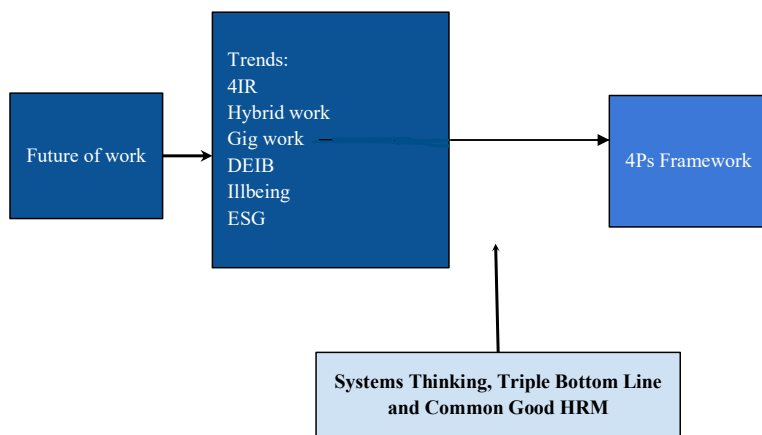 Future of work
Trends:
4IR
Hybrid work
Gig work
DEIB
Illbeing
ESG
4Ps Framework
Systems Thinking, Triple Bottom Line
and Common Good HRM